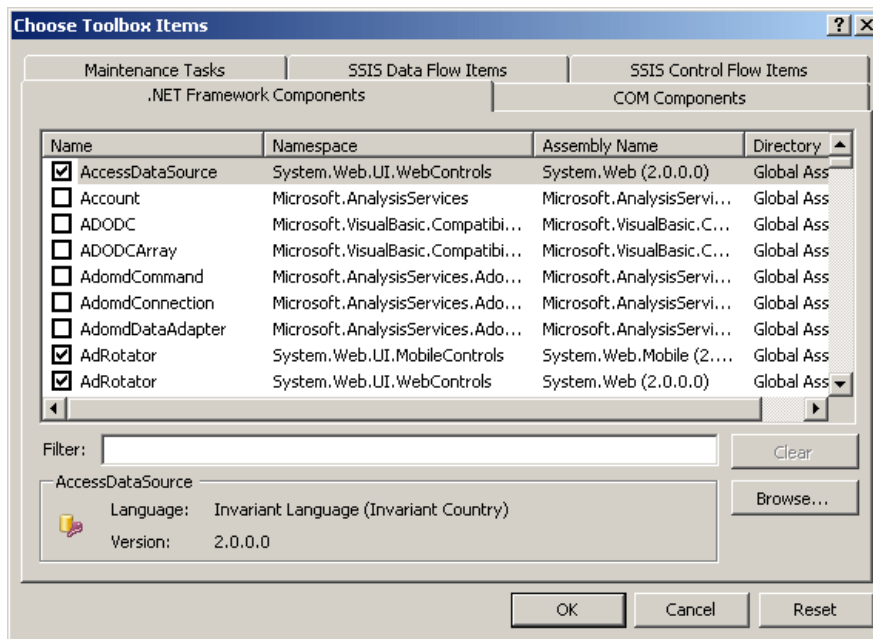 Choose Toolbox Items
Maintenance Tasks SSIS Data Flow Items SSIS Control Flow Items
.NET Framework Components COM Components
Name Namespace Assembly Name Directory
AccessDataSource System.Web.UI.WebControls System.Web (2.0.0.0) Global Ass
Account Microsoft.AnalysisServices Microsoft.AnalysisServi... Global Ass
ADODC Microsoft.VisualBasic.Compatibi... Microsoft.VisualBasic.C... Global Ass
ADODCArray Microsoft.VisualBasic.Compatibi... Microsoft.VisualBasic.C... Global Ass
AdomdCommand Microsoft.AnalysisServices.Ado... Microsoft.AnalysisServi... Global Ass
AdomdConnection Microsoft.AnalysisServices.Ado... Microsoft.AnalysisServi... Global Ass
AdomdDataAdapter Microsoft.AnalysisServices.Ado... Microsoft.AnalysisServi... Global Ass
AdRotator System.Web.UI.MobileControls System.Web.Mobile (2.... Global Ass
AdRotator System.Web.UI.WebControls System.Web (2.0.0.0) Global Ass
Filter: Clear
AccessDataSource
Browse...
Language: Invariant Language (Invariant Country)
Version: 2.0.0.0
OK Cancel Reset